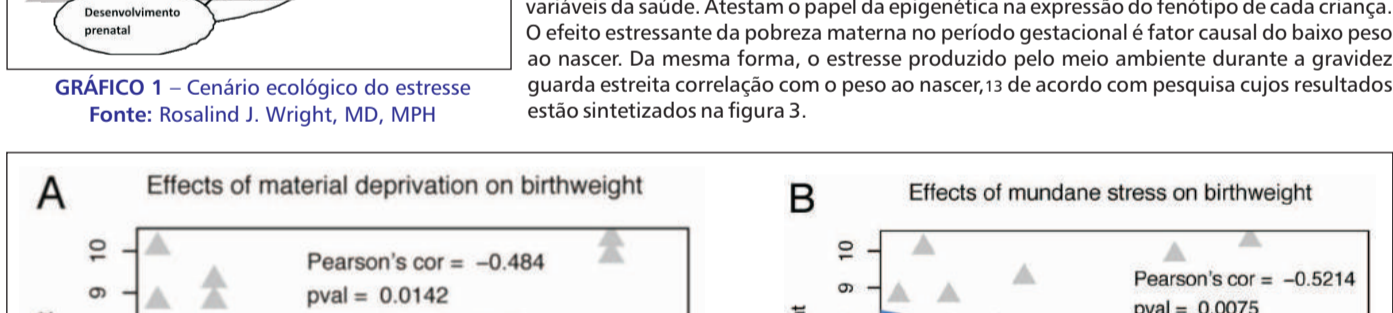 Desenvolvimento
prenatal
GRÁFICO 1 – Cenário ecológico do estresse
Fonte: Rosalind J. Wright, MD, MPH
variáveis da saúde. Atestam o papel da epigenética na expressão do fenótipo de cada criança.
O efeito estressante da pobreza materna no período gestacional é fator causal do baixo peso
ao nascer. Da mesma forma, o estresse produzido pelo meio ambiente durante a gravidez
guarda estreita correlação com o peso ao nascer,13 de acordo com pesquisa cujos resultados
estão sintetizados na figura 3.
A
Effects of material deprivation on birthweight
10
9
Pearson's cor = -0.484
pval = 0.0142
B
Effects of mundane stress on birthweight
10
9
Pearson's cor = -0.5214
pval = 0.0075